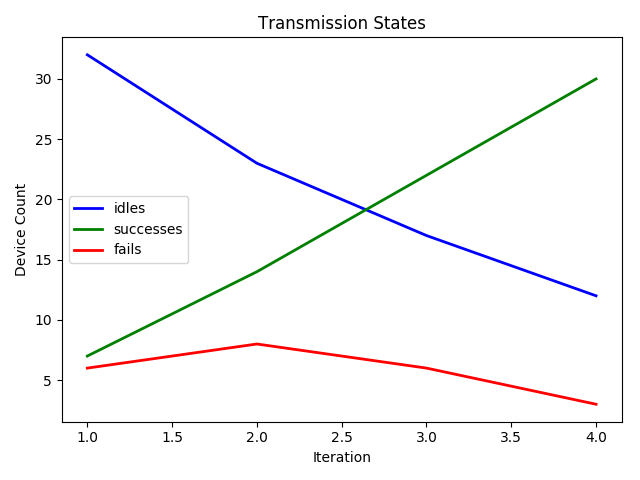 Transmission States
Device Count
30
25
20
15
10
5
idles
successes
fails
1.0 1.5 2.0 2.5 3.0 3.5 4.0
Iteration